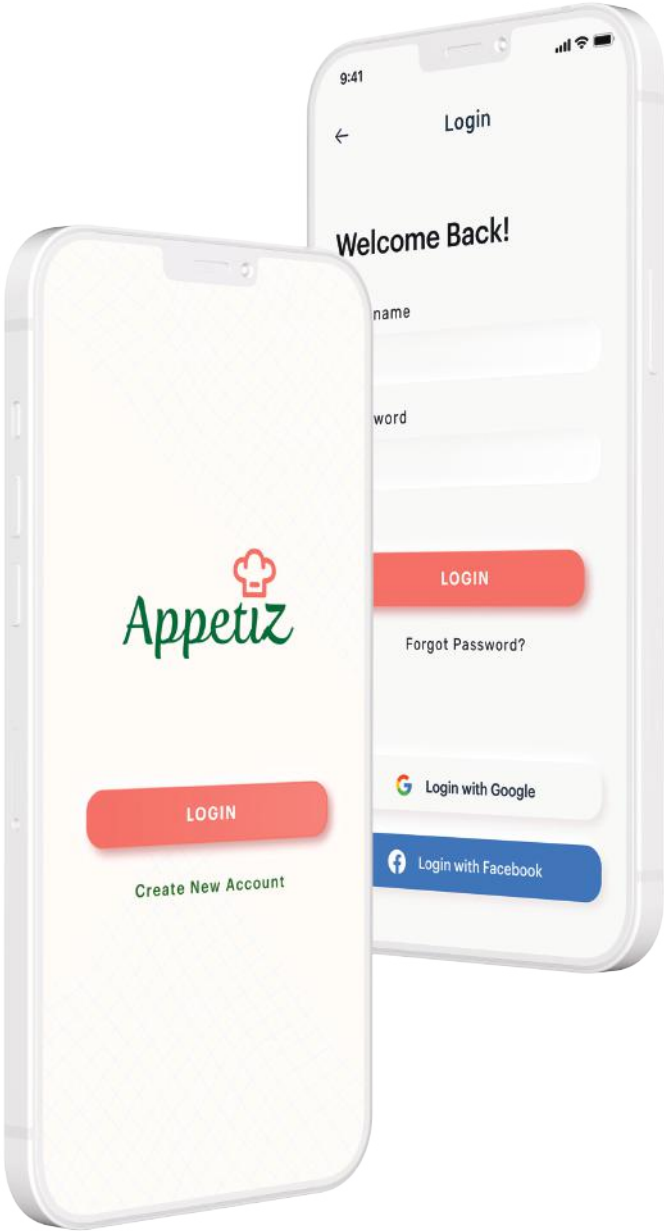 9:41
Login
Welcome Back!
name
word
LOGIN
Forgot Password?
Login with Google
Login with Facebook
Appetiz
LOGIN
Create New Account